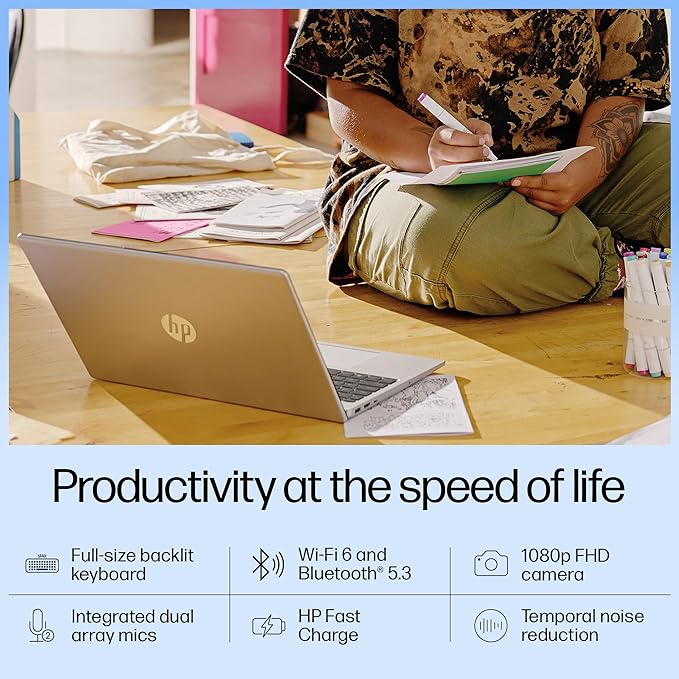 hp
Productivity at the speed of life
Full-size backlit
keyboard
Wi-Fi 6 and
Bluetooth® 5.3
1080p FHD
camera
2
Integrated dual
array mics
HP Fast
Charge
Temporal noise
reduction